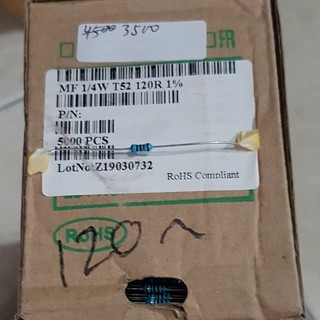 4500 3500
MF 1/4W T52 120R 1%
P/N:
5000 PCS
LotNo:Z19030732
RoHS Compliant
RoHS
120